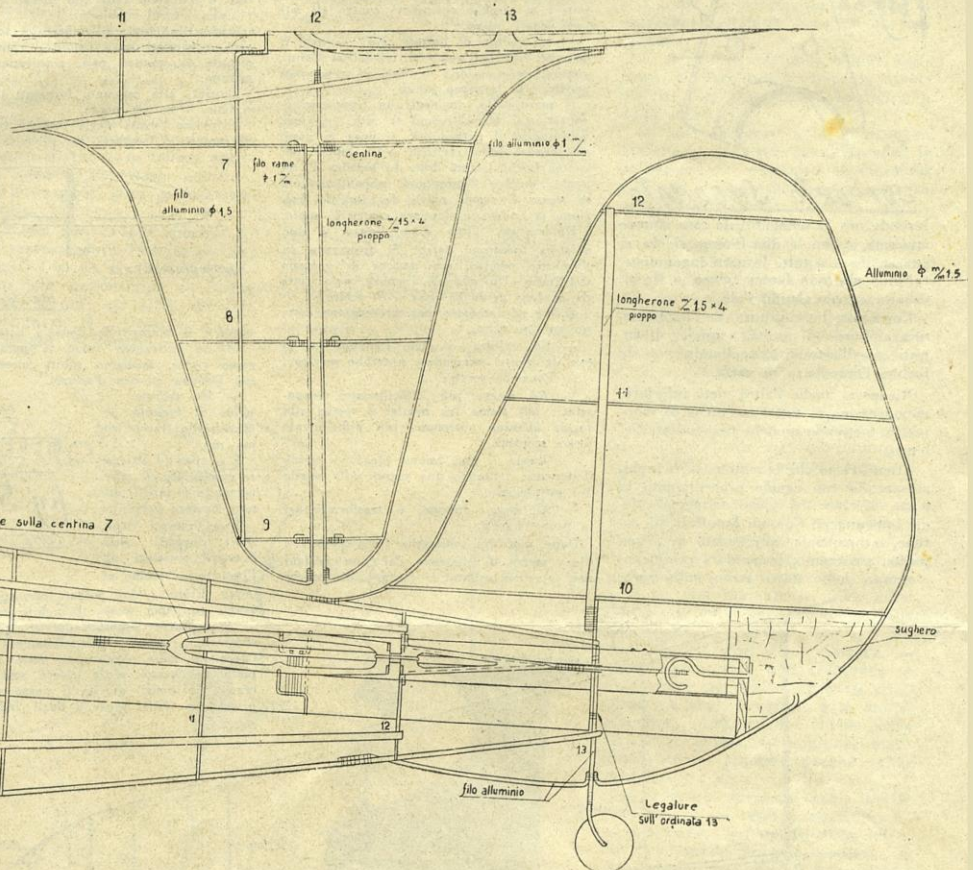 11
12
13
filo alluminio ϕ 1 m/m
centina
7
filo rame
ϕ 1 m/m
filo
alluminio ϕ 1,5
longherone m/m 15 × 4
pioppo
12
Alluminio ϕ m/m 1.5
longherone m/m 15 × 4
pioppo
8
11
9
e sulla centina 7
10
sughero
11
12
13
filo alluminio
Legature
sull'ordinata 13